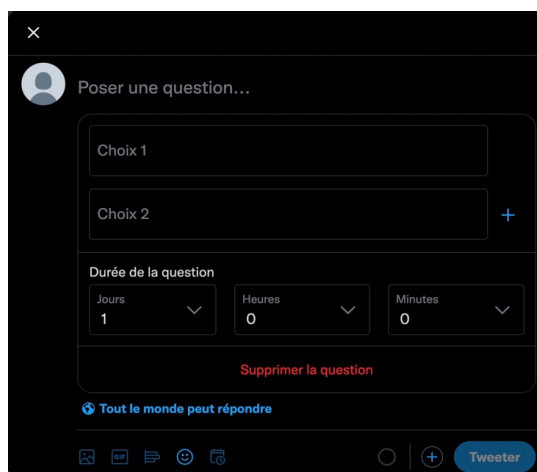 Poser une question...
Choix 1
Choix 2
Durée de la question
Jours
1
Heures
0
Minutes
0
Supprimer la question
Tout le monde peut répondre
GIF
Tweeter